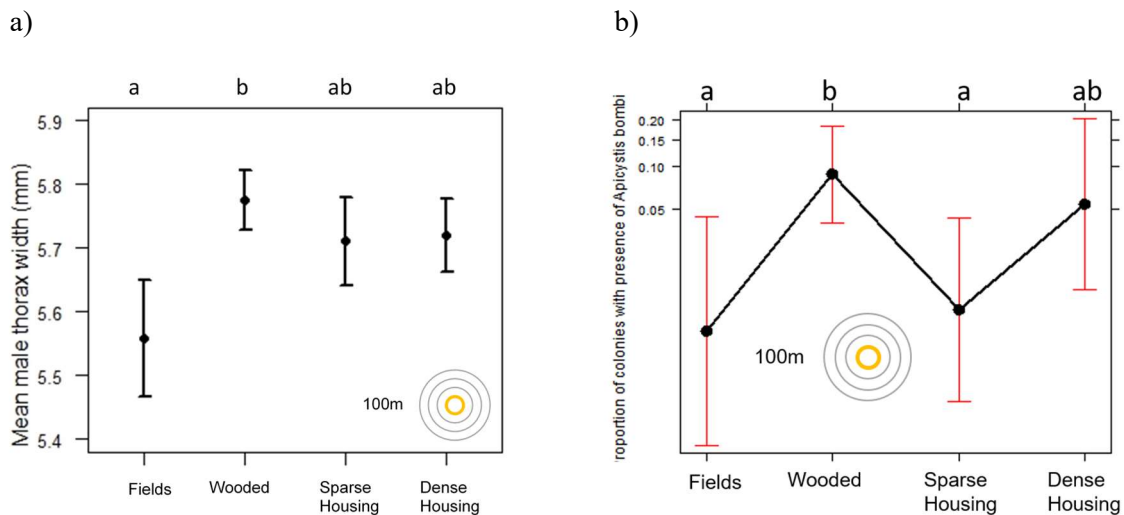 a)
a b ab ab
Mean male thorax width (mm)
5.9
5.8
5.7
5.6
5.5
5.4
100m
Fields Wooded Sparse Housing Dense Housing
b)
a b a ab
roportion of colonies with presence of Apicystis bombi
0.20
0.15
0.10
0.05
100m
Fields Wooded Sparse Housing Dense Housing